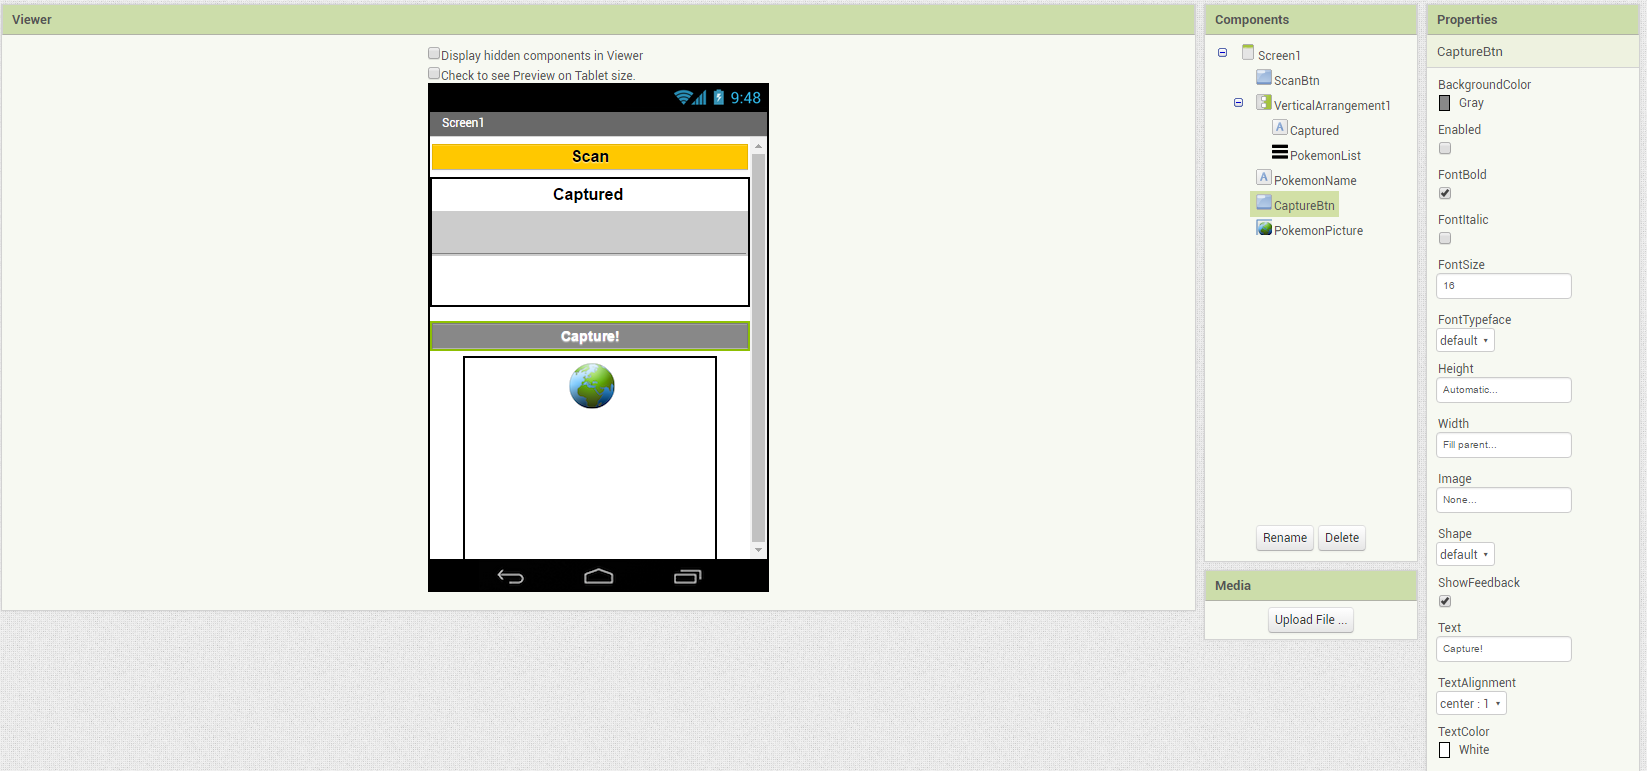 Viewer
Display hidden components in Viewer
Check to see Preview on Tablet size.
9:48
Screen1
Scan
Captured
Capture!
Components
Screen1
ScanBtn
VerticalArrangement1
A Captured
PokemonList
A PokemonName
CaptureBtn
PokemonPicture
Rename Delete
Media
Upload File ...
Properties
CaptureBtn
BackgroundColor
Gray
Enabled
FontBold
FontItalic
FontSize
16
FontTypeface
default
Height
Automatic...
Width
Fill parent...
Image
None...
Shape
default
ShowFeedback
Text
Capture!
TextAlignment
center : 1
TextColor
White